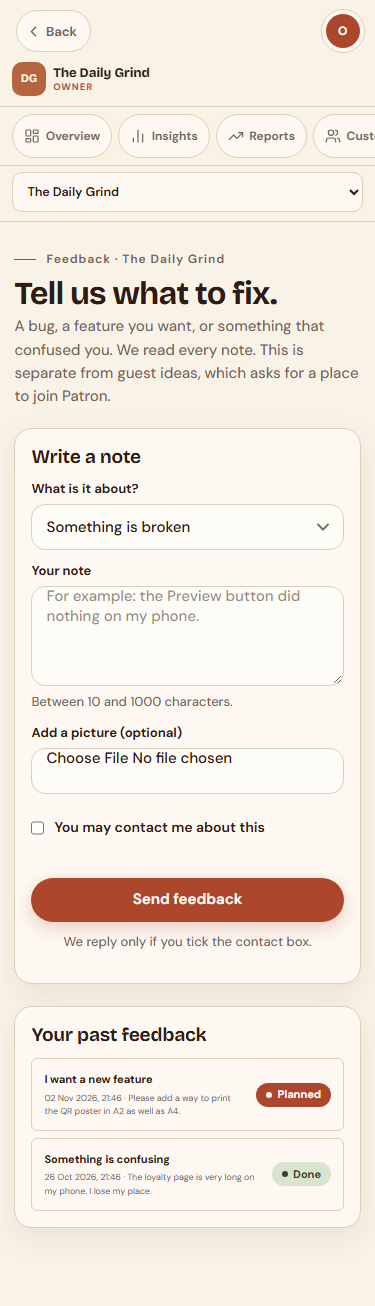 Back
O
DG
The Daily Grind
OWNER
Overview
Insights
Reports
Custo
The Daily Grind
Feedback · The Daily Grind
Tell us what to fix.
A bug, a feature you want, or something that
confused you. We read every note. This is
separate from guest ideas, which asks for a place
to join Patron.
Write a note
What is it about?
Something is broken
Your note
For example: the Preview button did
nothing on my phone.
Between 10 and 1000 characters.
Add a picture (optional)
Choose File No file chosen
You may contact me about this
Send feedback
We reply only if you tick the contact box.
Your past feedback
I want a new feature
02 Nov 2026, 21:46 · Please add a way to print
the QR poster in A2 as well as A4.
Planned
Something is confusing
26 Oct 2026, 21:46 · The loyalty page is very long on
my phone. I lose my place.
Done